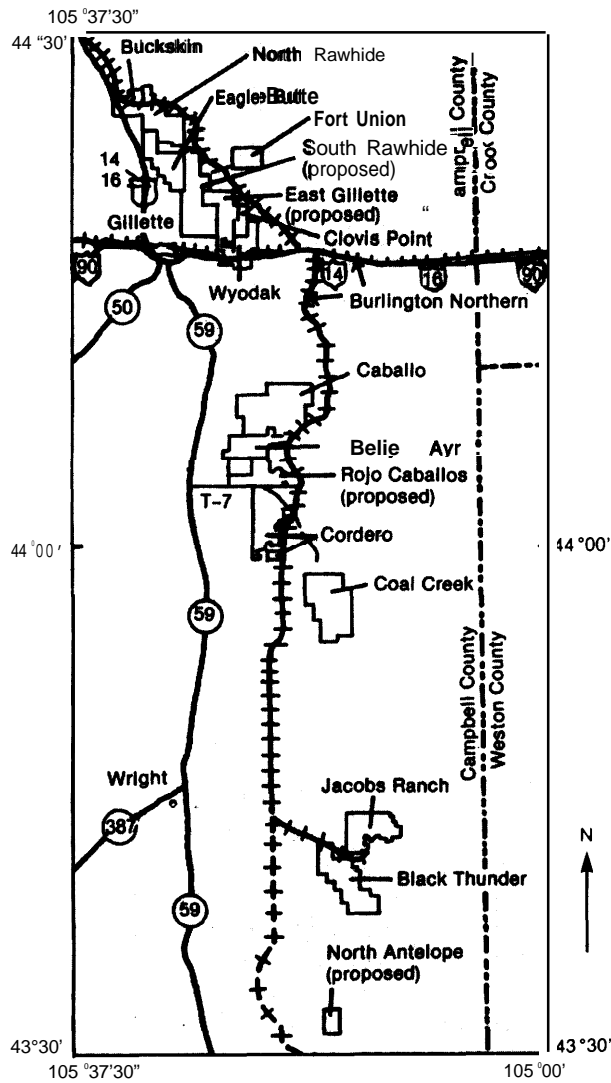 105 °37'30"
44 "30'
Buckskin
North Rawhide
Eagle-Butte
Fort Union
South Rawhide
(proposed)
14
16
East Gillette
(proposed)
Gillette
Clovis Point
Campbell County
Crook County
90
14
16
90
Wyodak
Burlington Northern
50
59
Caballo
Belle Ayr
Rojo Caballos
(proposed)
T-7
Cordero
44 °00'
44 °00'
Coal Creek
59
Campbell County
Weston County
Wright
Jacobs Ranch
387
Black Thunder
N
59
North Antelope
(proposed)
43°30'
43°30'
105 °37'30"
105 °00'